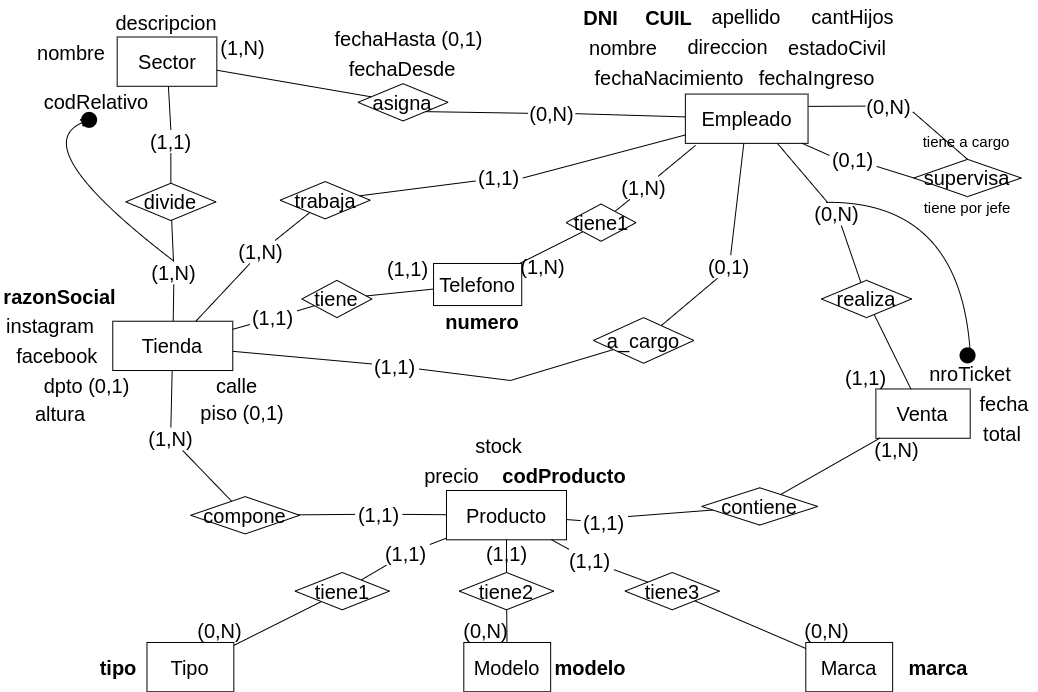 DNI CUIL apellido cantHijos
descripcion
nombre
(1,N)
fechaHasta (0,1)
nombre direccion estadoCivil
Sector
fechaDesde
fechaNacimiento fechaIngreso
codRelativo
asigna
(0,N)
Empleado
(0,N)
(1,1)
tiene a cargo
(0,1)
supervisa
(1,1)
(1,N)
divide
trabaja
tiene por jefe
tiene1
(0,N)
(1,N)
(1,N)
(1,1)
(1,N)
(0,1)
razonSocial
tiene
Telefono
realiza
(1,1)
numero
instagram
Tienda
a_cargo
facebook
(1,1)
nroTicket
(1,1)
dpto (0,1)
calle
fecha
altura
piso (0,1)
Venta
total
(1,N)
stock
(1,N)
precio codProducto
compone
(1,1)
Producto
(1,1)
contiene
(1,1)
(1,1)
(1,1)
tiene1
tiene2
tiene3
(0,N)
(0,N)
(0,N)
tipo
Tipo
Modelo
modelo
Marca
marca